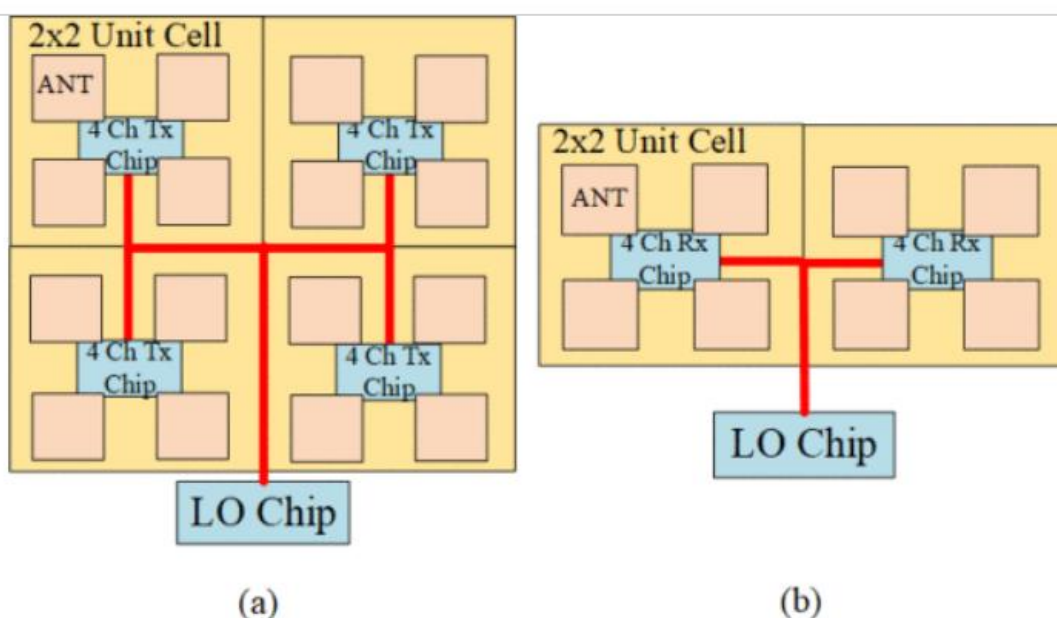 2x2 Unit Cell
ANT
4 Ch Tx
Chip
4 Ch Tx
Chip
4 Ch Tx
Chip
4 Ch Tx
Chip
LO Chip
(a)
2x2 Unit Cell
ANT
4 Ch Rx
Chip
4 Ch Rx
Chip
LO Chip
(b)